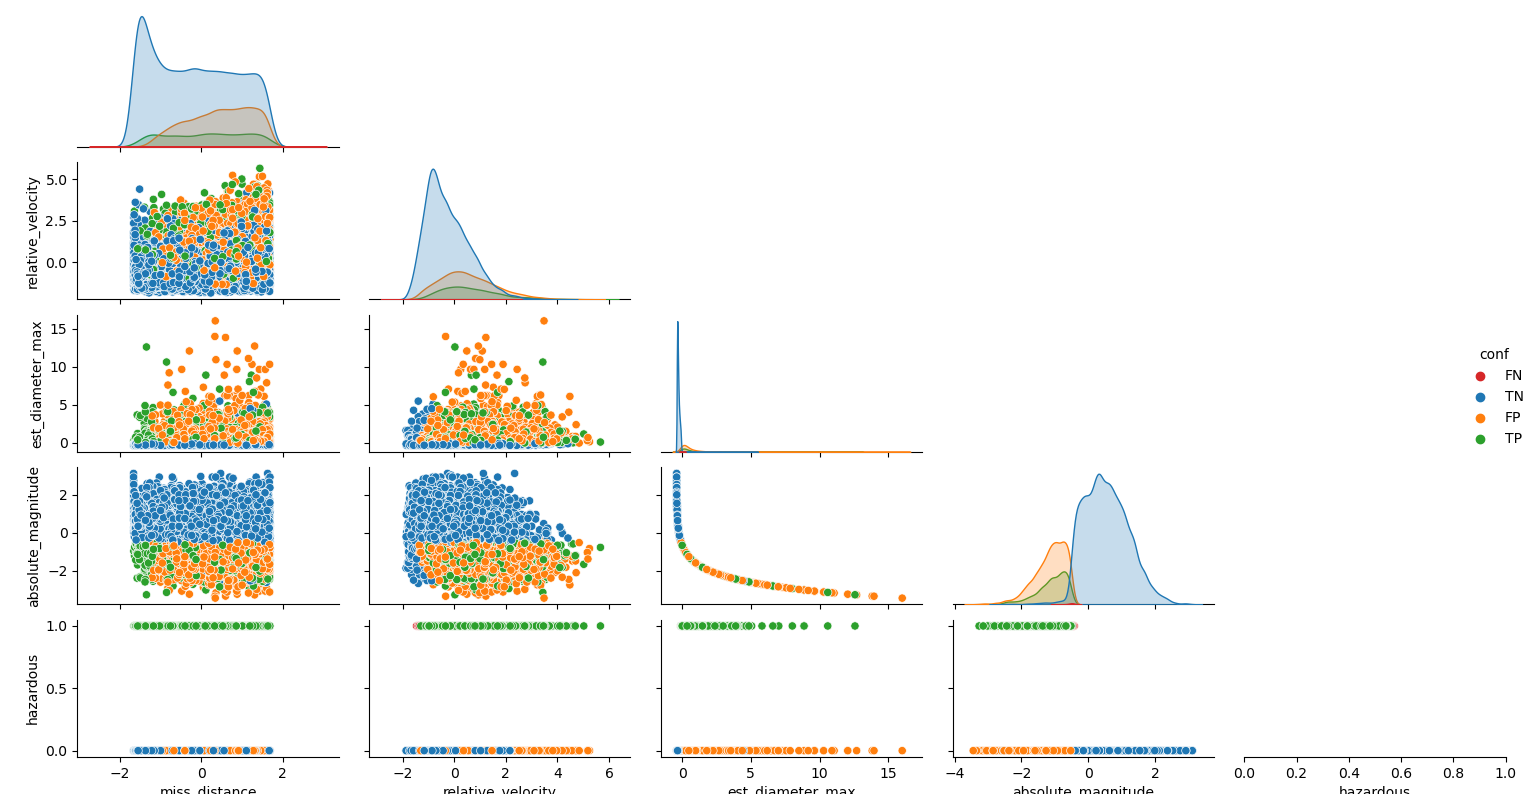 relative_velocity
5.0
2.5
0.0
est_diameter_max
15
10
5
0
conf
FN
TN
FP
TP
absolute_magnitude
2
0
−2
hazardous
1.0
0.5
0.0
−2 0 2
−2 0 2 4 6
0 5 10 15
−4 −2 0 2
0.0 0.2 0.4 0.6 0.8 1.0
miss_distance relative_velocity est_diameter_max absolute_magnitude hazardous